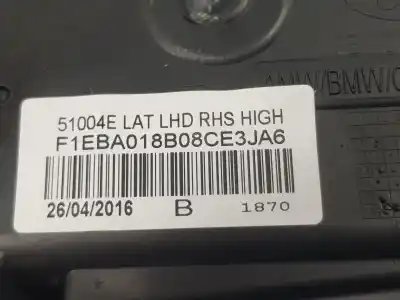 51004E LAT LHD RHS HIGH
F1EBA018B08CE3JA6
26/04/2016 B 1870